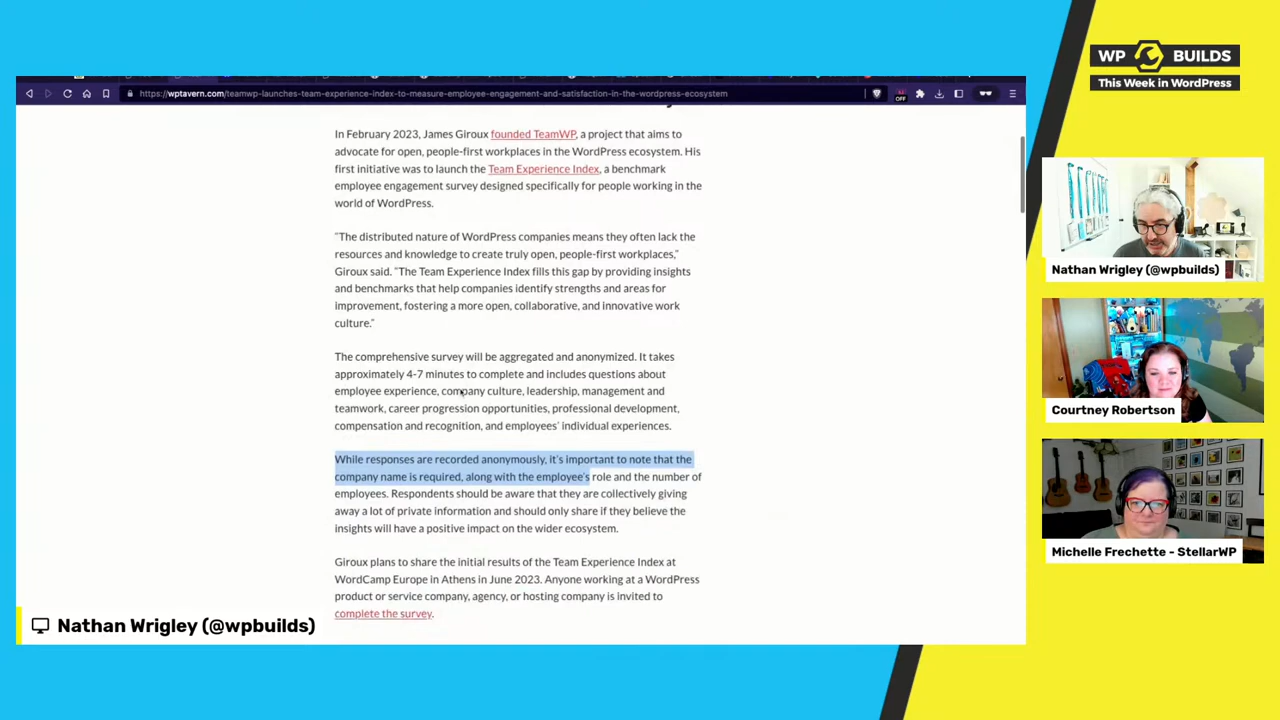 WP BUILDS
This Week in WordPress
https://wptavern.com/teamwp-launches-team-experience-index-to-measure-employee-engagement-and-satisfaction-in-the-wordpress-ecosystem
OFF
In February 2023, James Giroux founded TeamWP, a project that aims to
advocate for open, people-first workplaces in the WordPress ecosystem. His
first initiative was to launch the Team Experience Index, a benchmark
employee engagement survey designed specifically for people working in the
world of WordPress.
"The distributed nature of WordPress companies means they often lack the
resources and knowledge to create truly open, people-first workplaces,"
Giroux said. "The Team Experience Index fills this gap by providing insights
and benchmarks that help companies identify strengths and areas for
improvement, fostering a more open, collaborative, and innovative work
culture."
The comprehensive survey will be aggregated and anonymized. It takes
approximately 4-7 minutes to complete and includes questions about
employee experience, company culture, leadership, management and
teamwork, career progression opportunities, professional development,
compensation and recognition, and employees' individual experiences.
While responses are recorded anonymously, it's important to note that the
company name is required, along with the employee's role and the number of
employees. Respondents should be aware that they are collectively giving
away a lot of private information and should only share if they believe the
insights will have a positive impact on the wider ecosystem.
Giroux plans to share the initial results of the Team Experience Index at
WordCamp Europe in Athens in June 2023. Anyone working at a WordPress
product or service company, agency, or hosting company is invited to
complete the survey.
Nathan Wrigley (@wpbuilds)
Nathan Wrigley (@wpbuilds)
Courtney Robertson
Michelle Frechette - StellarWP